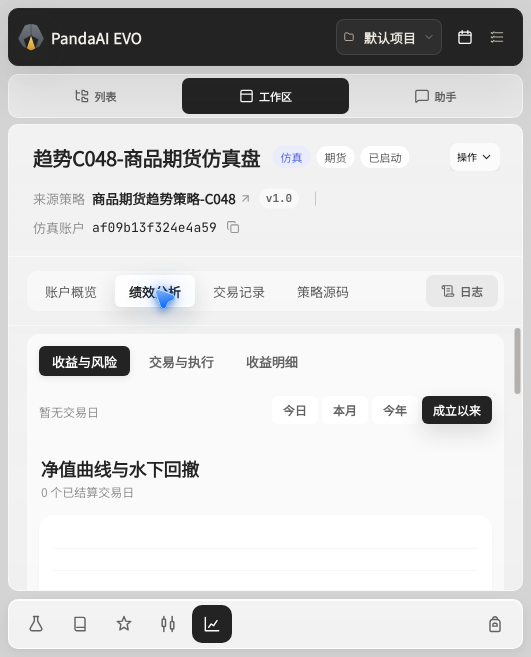 PandaAI EVO
默认项目
列表
工作区
助手
趋势C048-商品期货仿真盘 仿真 期货 已启动 操作
来源策略 商品期货趋势策略-C048 v1.0
仿真账户 af09b13f324e4a59
账户概览 绩效分析 交易记录 策略源码 日志
收益与风险 交易与执行 收益明细
暂无交易日 今日 本月 今年 成立以来
净值曲线与水下回撤
0 个已结算交易日